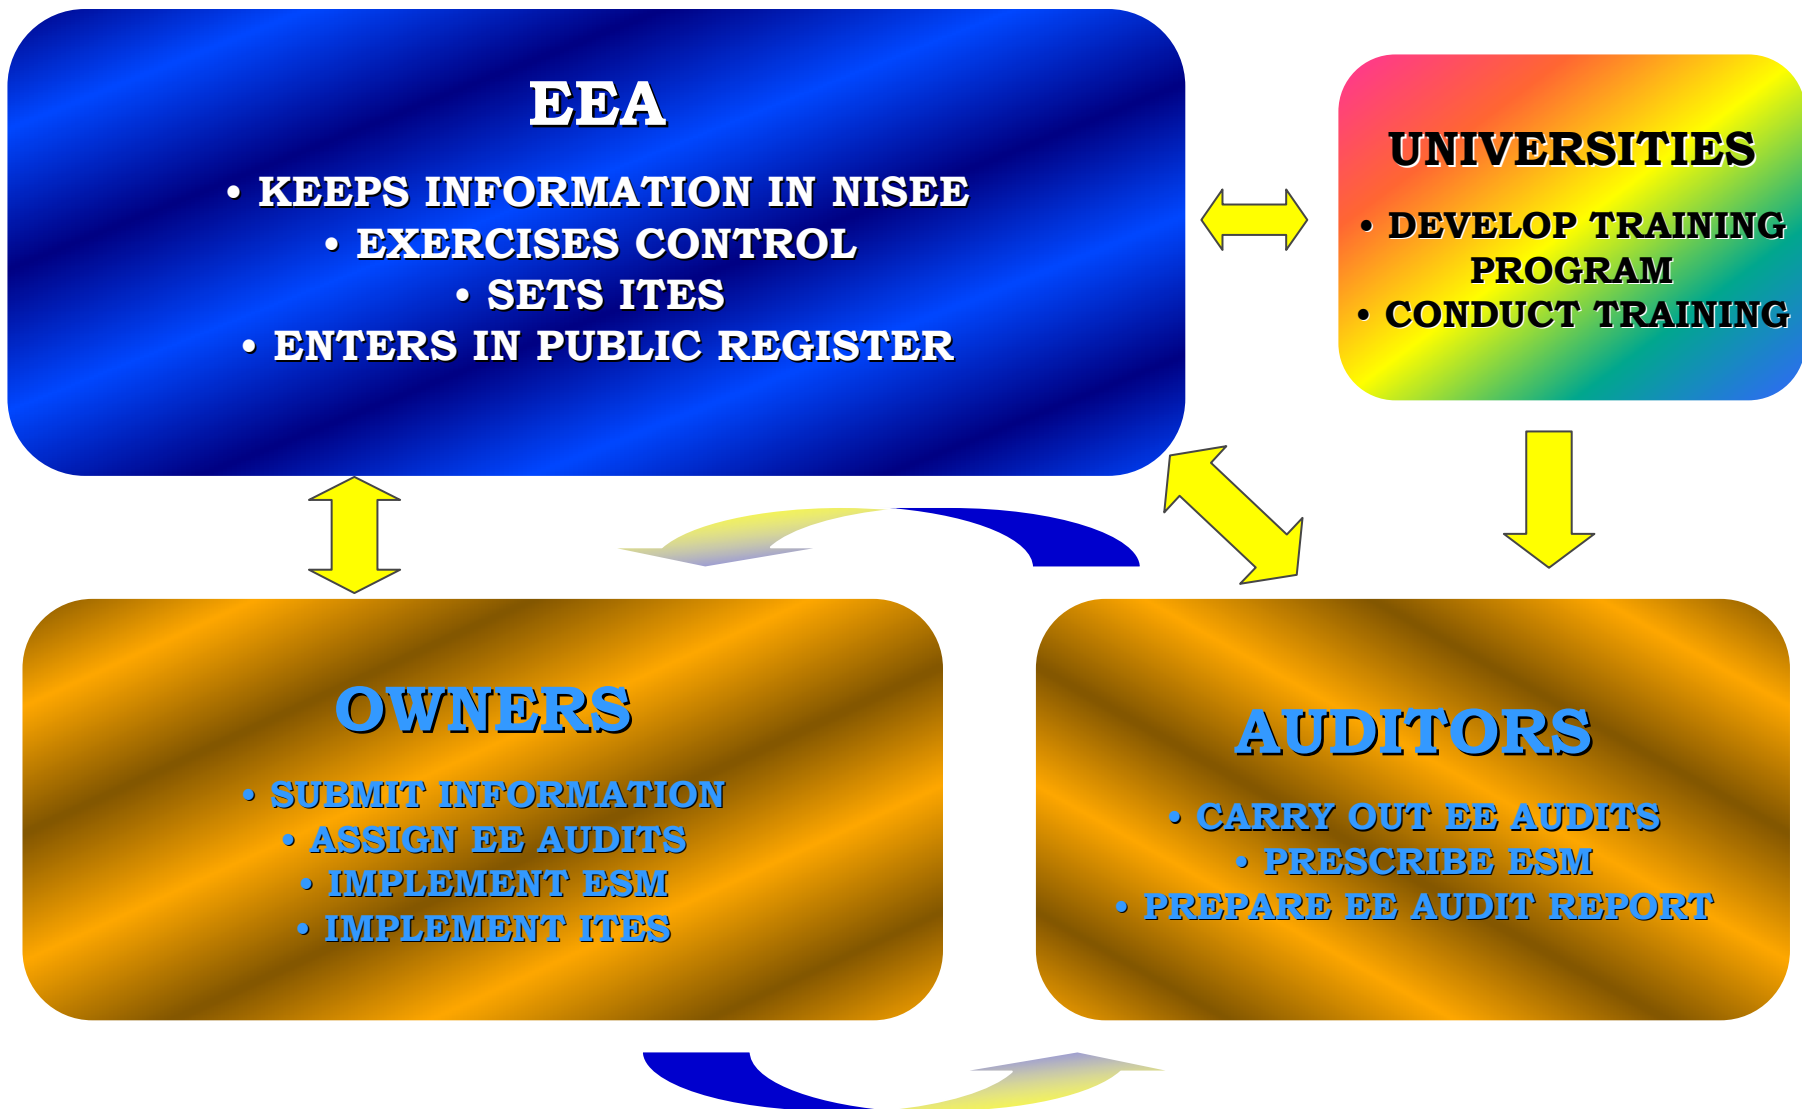 EEA
• KEEPS INFORMATION IN NISEE
• EXERCISES CONTROL
• SETS ITES
• ENTERS IN PUBLIC REGISTER
UNIVERSITIES
• DEVELOP TRAINING
PROGRAM
• CONDUCT TRAINING
OWNERS
• SUBMIT INFORMATION
• ASSIGN EE AUDITS
• IMPLEMENT ESM
• IMPLEMENT ITES
AUDITORS
• CARRY OUT EE AUDITS
• PRESCRIBE ESM
• PREPARE EE AUDIT REPORT